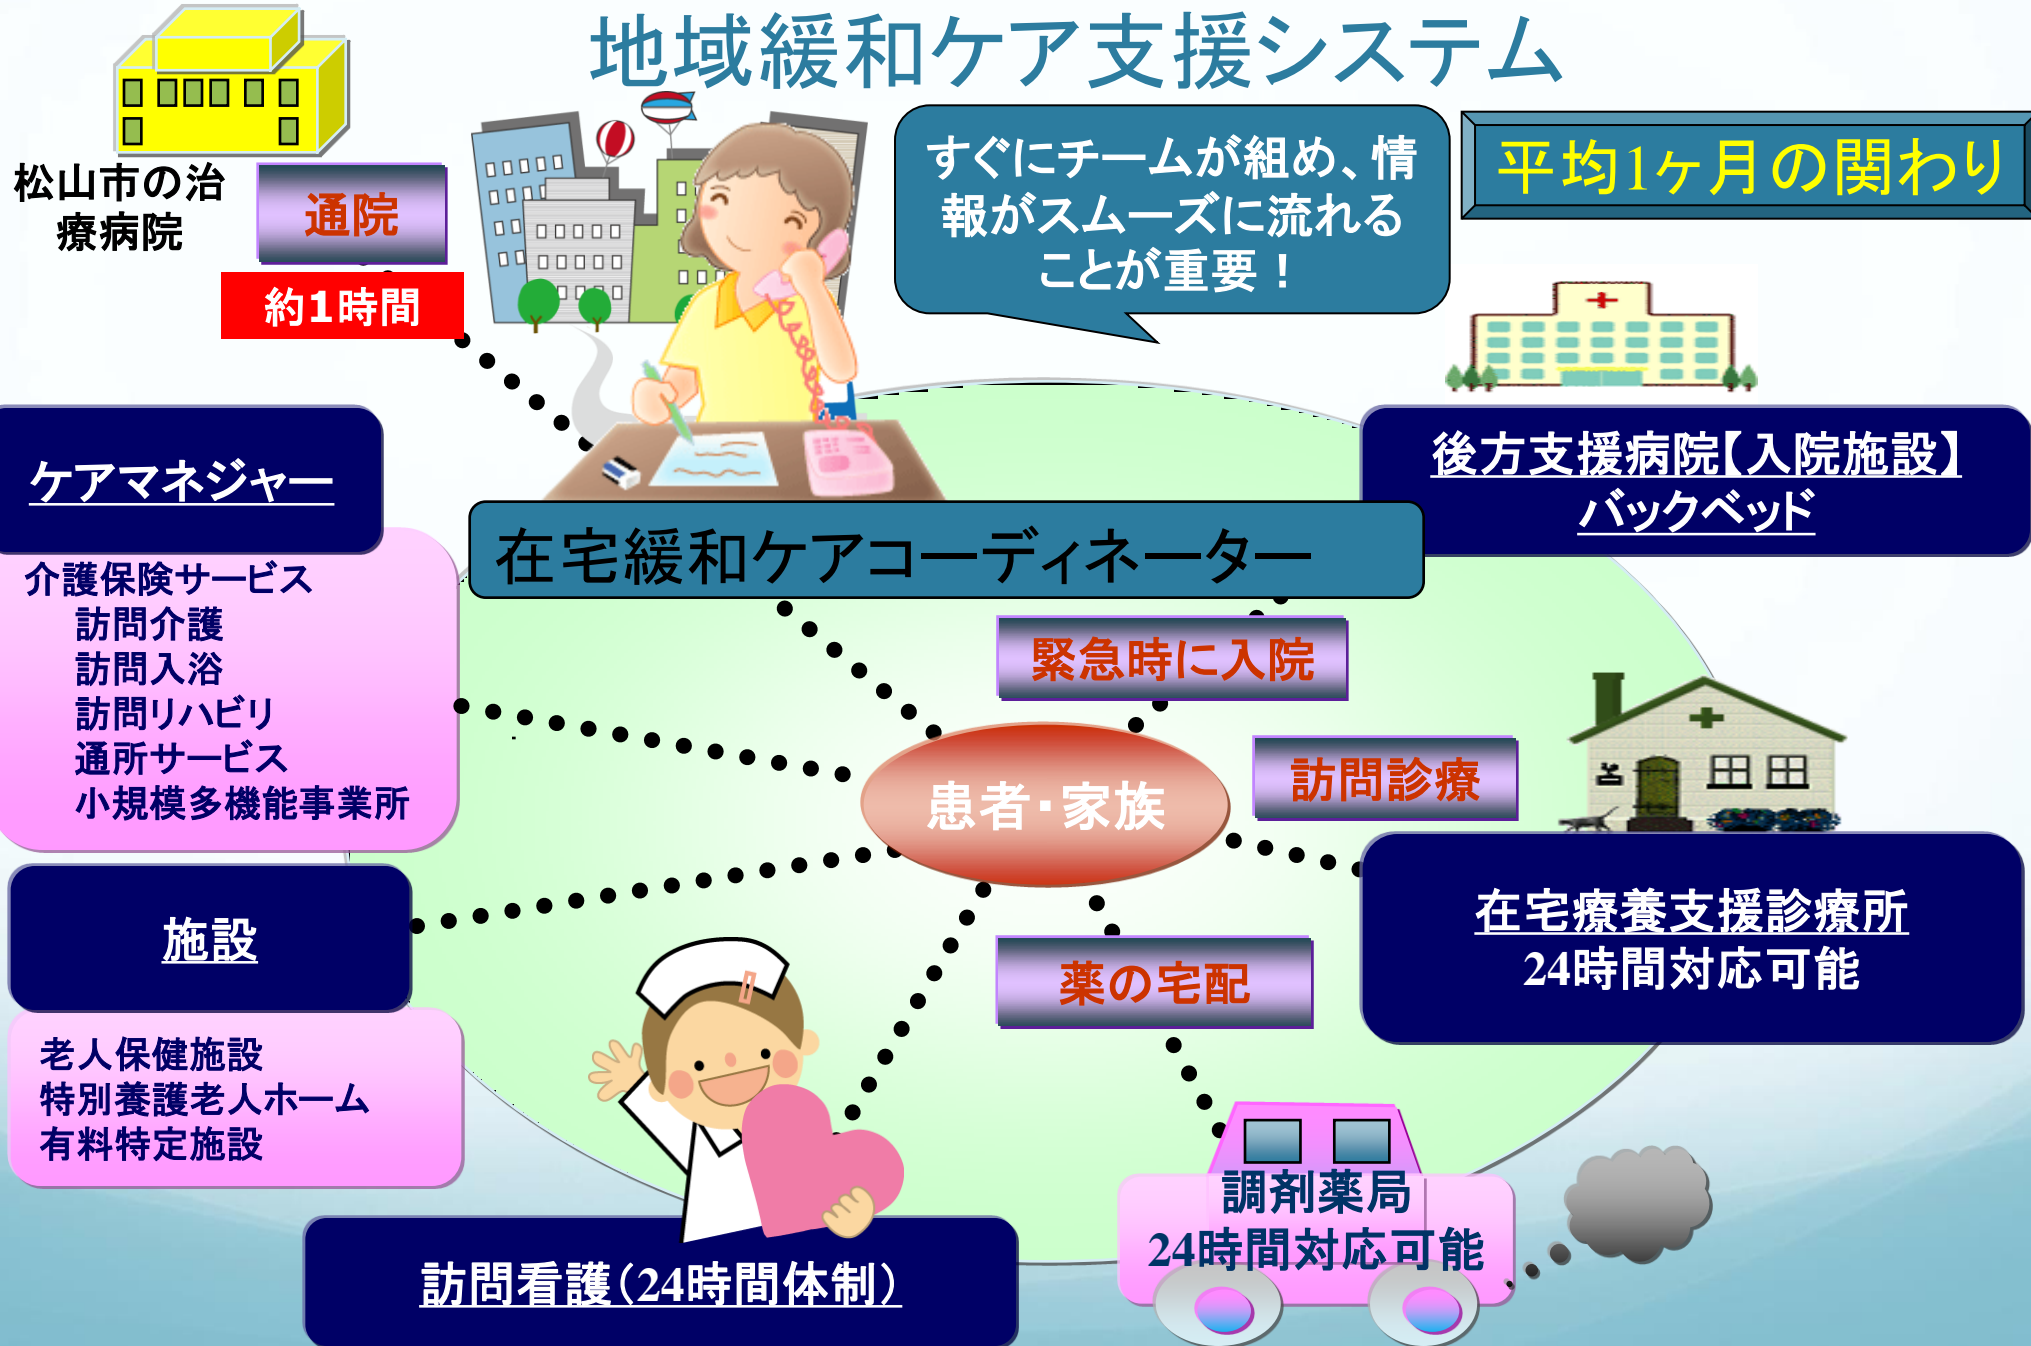 地域緩和ケア支援システム
松山市の治
療病院
通院
約1時間
すぐにチームが組め、情
報がスムーズに流れる
ことが重要！
平均1ヶ月の関わり
ケアマネジャー
介護保険サービス
訪問介護
訪問入浴
訪問リハビリ
通所サービス
小規模多機能事業所
在宅緩和ケアコーディネーター
後方支援病院【入院施設】
バックベッド
緊急時に入院
患者・家族
訪問診療
在宅療養支援診療所
24時間対応可能
施設
老人保健施設
特別養護老人ホーム
有料特定施設
薬の宅配
訪問看護（24時間体制）
調剤薬局
24時間対応可能